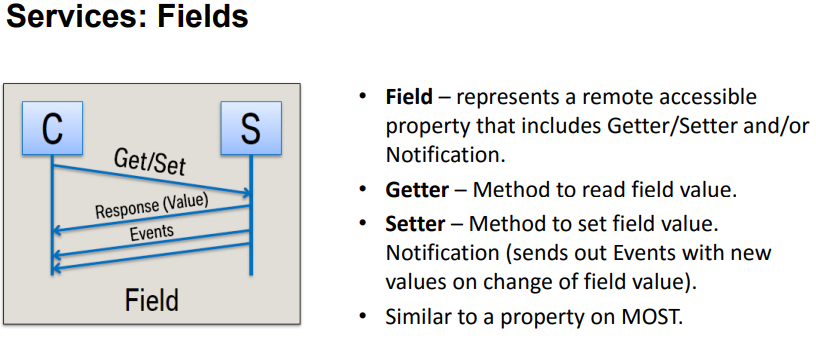 Services: Fields
C
S
Get/Set
Response (Value)
Events
Field
• Field – represents a remote accessible
property that includes Getter/Setter and/or
Notification.
• Getter – Method to read field value.
• Setter – Method to set field value.
Notification (sends out Events with new
values on change of field value).
• Similar to a property on MOST.